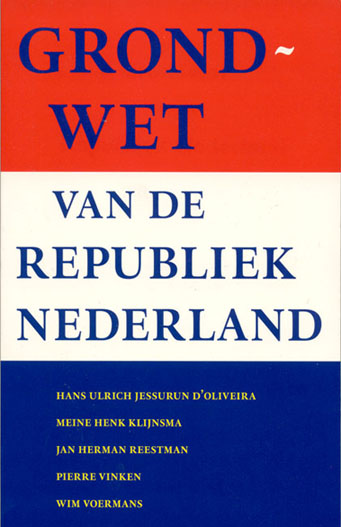 GROND~
WET
VAN DE
REPUBLIEK
NEDERLAND
HANS ULRICH JESSURUN D'OLIVEIRA
MEINE HENK KLIJNSMA
JAN HERMAN REESTMAN
PIERRE VINKEN
WIM VOERMANS